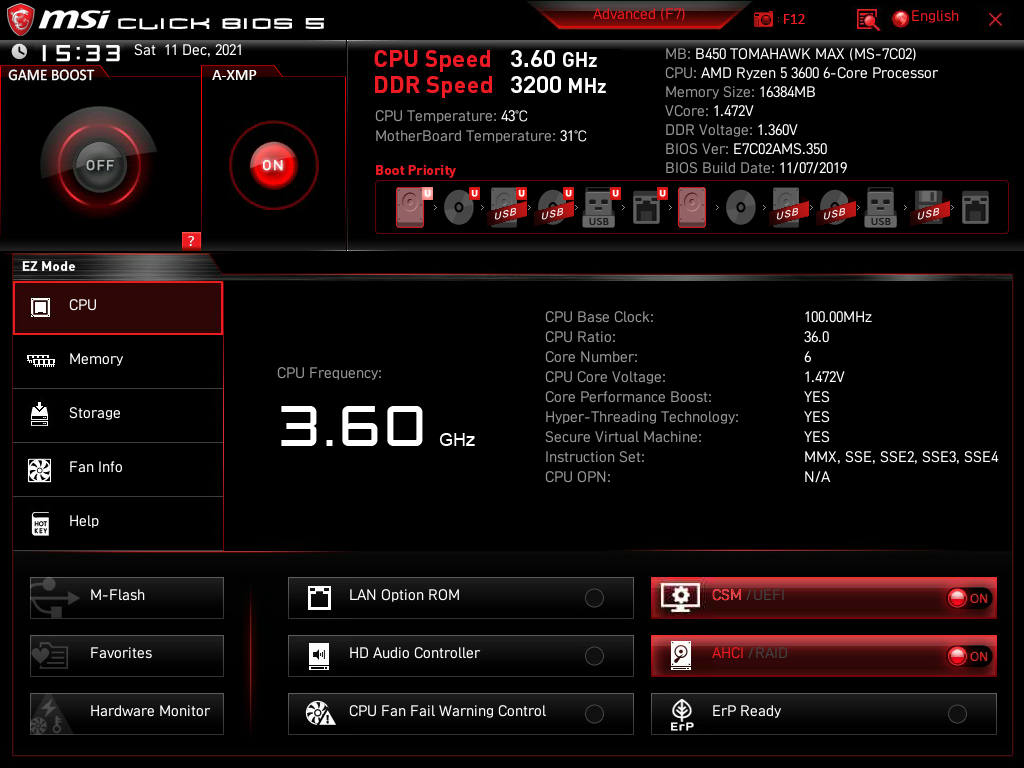 msi CLICK BIOS 5
Advanced (F7)
: F12
English
15:33 Sat 11 Dec, 2021
GAME BOOST
OFF
?
A-XMP
ON
CPU Speed 3.60 GHz
DDR Speed 3200 MHz
CPU Temperature: 43°C
MotherBoard Temperature: 31°C
MB: B450 TOMAHAWK MAX (MS-7C02)
CPU: AMD Ryzen 5 3600 6-Core Processor
Memory Size: 16384MB
VCore: 1.472V
DDR Voltage: 1.360V
BIOS Ver: E7C02AMS.350
BIOS Build Date: 11/07/2019
Boot Priority
U U U U U U
USB USB USB USB USB USB USB
EZ Mode
CPU
Memory
Storage
Fan Info
HOT KEY Help
CPU Frequency:
3.60 GHz
CPU Base Clock: 100.00MHz
CPU Ratio: 36.0
Core Number: 6
CPU Core Voltage: 1.472V
Core Performance Boost: YES
Hyper-Threading Technology: YES
Secure Virtual Machine: YES
Instruction Set: MMX, SSE, SSE2, SSE3, SSE4
CPU OPN: N/A
M-Flash
Favorites
Hardware Monitor
LAN Option ROM
HD Audio Controller
CPU Fan Fail Warning Control
CSM /UEFI ON
AHCI /RAID ON
ErP ErP Ready